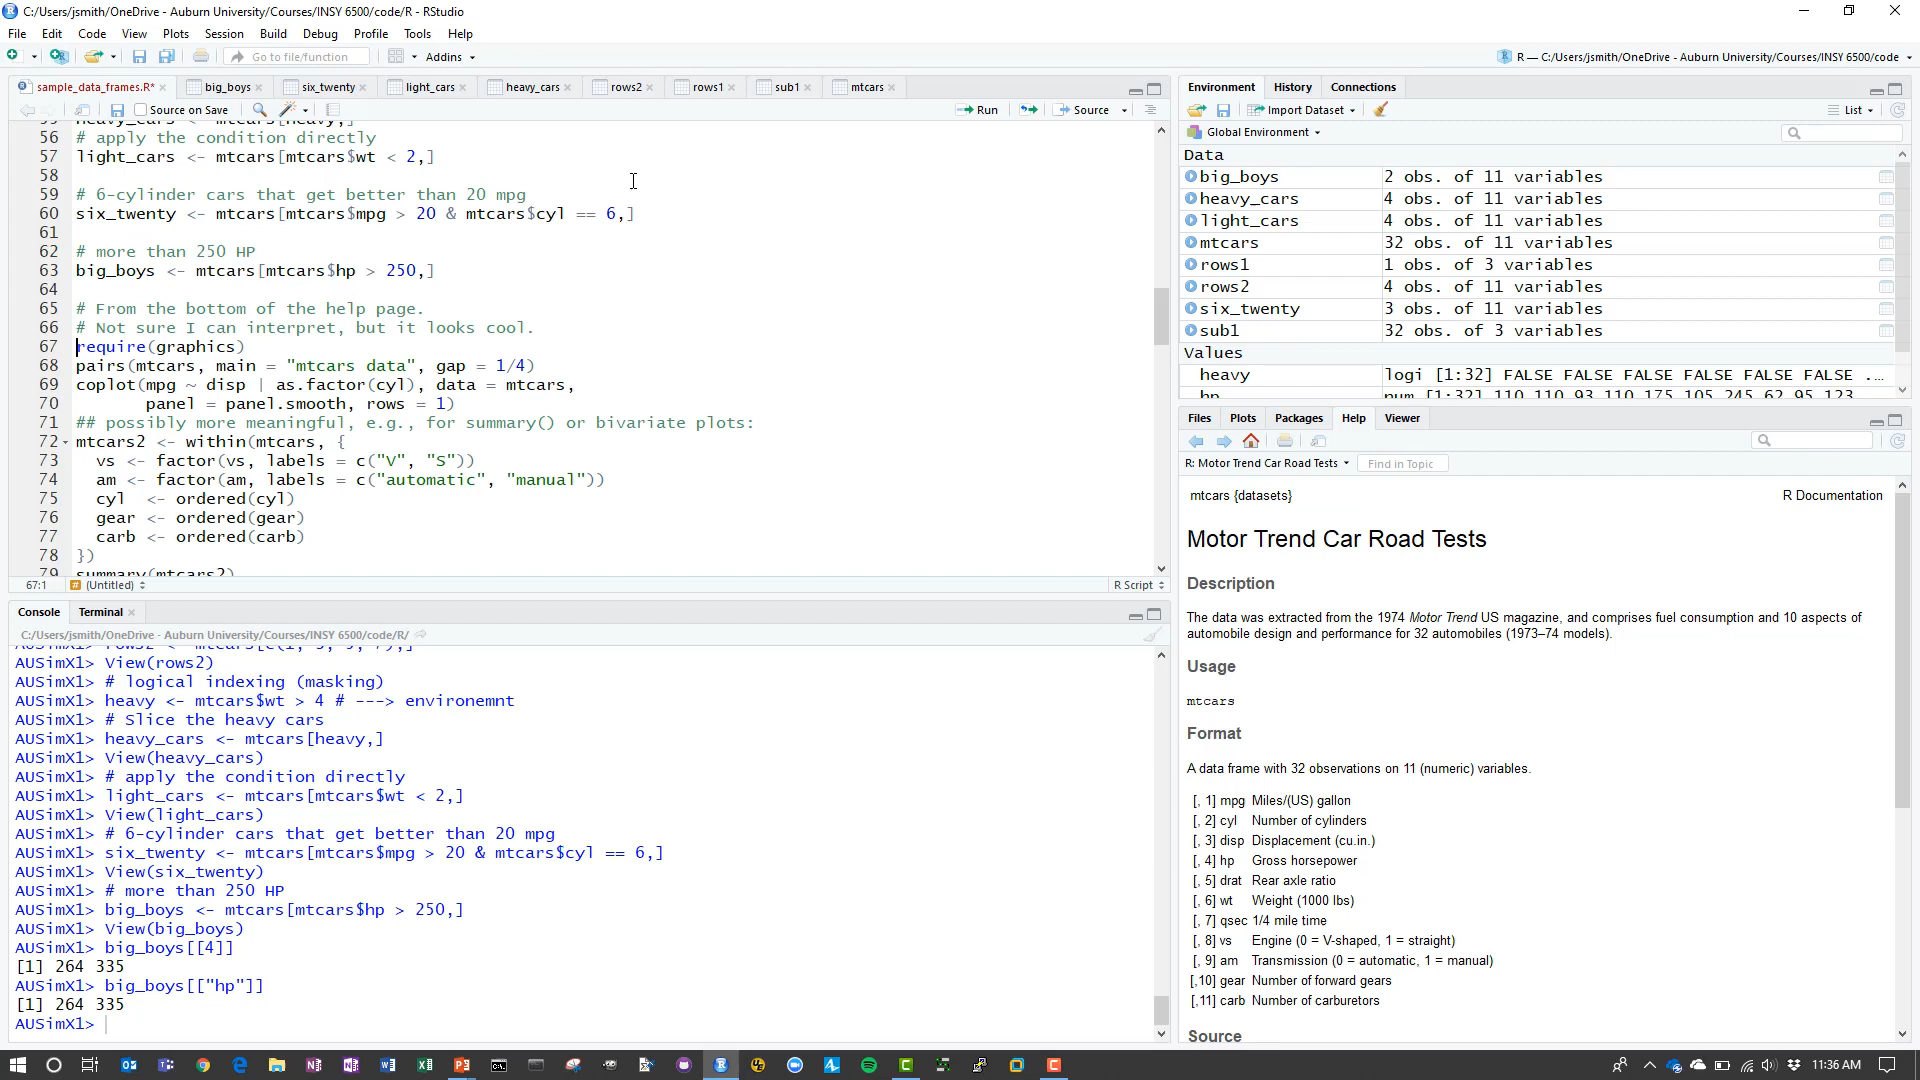 C:/Users/jsmith/OneDrive - Auburn University/Courses/INSY 6500/code/R - RStudio
File Edit Code View Plots Session Build Debug Profile Tools Help
Go to file/function Addins R — C:/Users/jsmith/OneDrive - Auburn University/Courses/INSY 6500/code
sample_data_frames.R* big_boys six_twenty light_cars heavy_cars rows2 rows1 sub1 mtcars
Source on Save Run Source
55 heavy_cars <- mtcars[heavy,]
56 # apply the condition directly
57 light_cars <- mtcars[mtcars$wt < 2,]
58
59 # 6-cylinder cars that get better than 20 mpg
60 six_twenty <- mtcars[mtcars$mpg > 20 & mtcars$cyl == 6,]
61
62 # more than 250 HP
63 big_boys <- mtcars[mtcars$hp > 250,]
64
65 # From the bottom of the help page.
66 # Not sure I can interpret, but it looks cool.
67 require(graphics)
68 pairs(mtcars, main = "mtcars data", gap = 1/4)
69 coplot(mpg ~ disp | as.factor(cyl), data = mtcars,
70 panel = panel.smooth, rows = 1)
71 ## possibly more meaningful, e.g., for summary() or bivariate plots:
72 mtcars2 <- within(mtcars, {
73 vs <- factor(vs, labels = c("V", "S"))
74 am <- factor(am, labels = c("automatic", "manual"))
75 cyl <- ordered(cyl)
76 gear <- ordered(gear)
77 carb <- ordered(carb)
78 })
79 summary(mtcars2)
67:1 # (Untitled) R Script
Console Terminal
C:/Users/jsmith/OneDrive - Auburn University/Courses/INSY 6500/code/R/
AUSimX1> View(rows2)
AUSimX1> # logical indexing (masking)
AUSimX1> heavy <- mtcars$wt > 4 # ---> environemnt
AUSimX1> # Slice the heavy cars
AUSimX1> heavy_cars <- mtcars[heavy,]
AUSimX1> View(heavy_cars)
AUSimX1> # apply the condition directly
AUSimX1> light_cars <- mtcars[mtcars$wt < 2,]
AUSimX1> View(light_cars)
AUSimX1> # 6-cylinder cars that get better than 20 mpg
AUSimX1> six_twenty <- mtcars[mtcars$mpg > 20 & mtcars$cyl == 6,]
AUSimX1> View(six_twenty)
AUSimX1> # more than 250 HP
AUSimX1> big_boys <- mtcars[mtcars$hp > 250,]
AUSimX1> View(big_boys)
AUSimX1> big_boys[[4]]
[1] 264 335
AUSimX1> big_boys[["hp"]]
[1] 264 335
AUSimX1>
Environment History Connections
Import Dataset List
Global Environment
Data
big_boys 2 obs. of 11 variables
heavy_cars 4 obs. of 11 variables
light_cars 4 obs. of 11 variables
mtcars 32 obs. of 11 variables
rows1 1 obs. of 3 variables
rows2 4 obs. of 11 variables
six_twenty 3 obs. of 11 variables
sub1 32 obs. of 3 variables
Values
heavy logi [1:32] FALSE FALSE FALSE FALSE FALSE FALSE ...
hp num [1:32] 110 110 93 110 175 105 245 62 95 123
Files Plots Packages Help Viewer
R: Motor Trend Car Road Tests Find in Topic
mtcars {datasets} R Documentation
Motor Trend Car Road Tests
Description
The data was extracted from the 1974 Motor Trend US magazine, and comprises fuel consumption and 10 aspects of
automobile design and performance for 32 automobiles (1973–74 models).
Usage
mtcars
Format
A data frame with 32 observations on 11 (numeric) variables.
[, 1] mpg Miles/(US) gallon
[, 2] cyl Number of cylinders
[, 3] disp Displacement (cu.in.)
[, 4] hp Gross horsepower
[, 5] drat Rear axle ratio
[, 6] wt Weight (1000 lbs)
[, 7] qsec 1/4 mile time
[, 8] vs Engine (0 = V-shaped, 1 = straight)
[, 9] am Transmission (0 = automatic, 1 = manual)
[,10] gear Number of forward gears
[,11] carb Number of carburetors
Source
11:36 AM